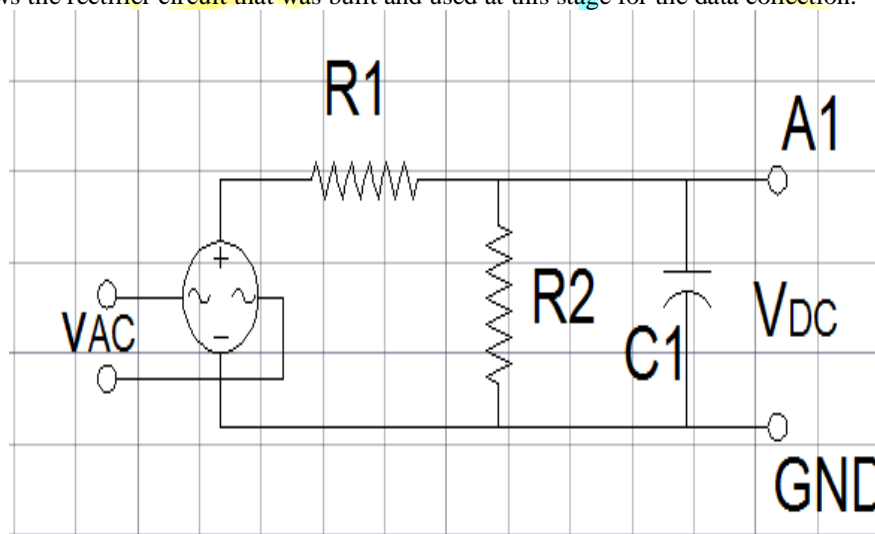 the rectifier circuit that was built and used at this stage for the data collection.
R1
A1
+
R2
VDC
VAC
C1
−
GND